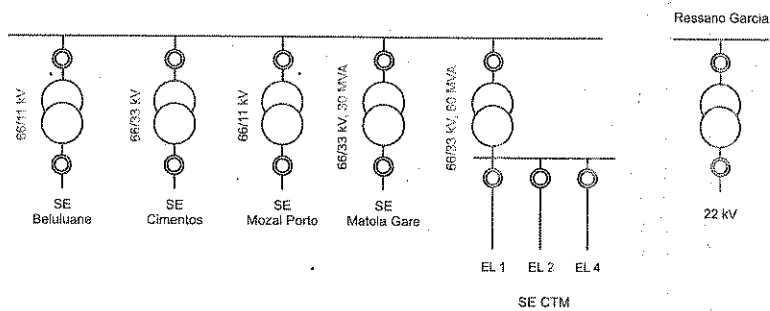 Ressano Garcia
66/11 kV
66/33 kV
66/11 kV
66/33 kV, 30 MVA
66/33 kV, 60 MVA
SE
Beluluane
SE
Cimentos
SE
Mozal Porto
SE
Matola Gare
22 kV
EL 1
EL 2
EL 4
SE CTM